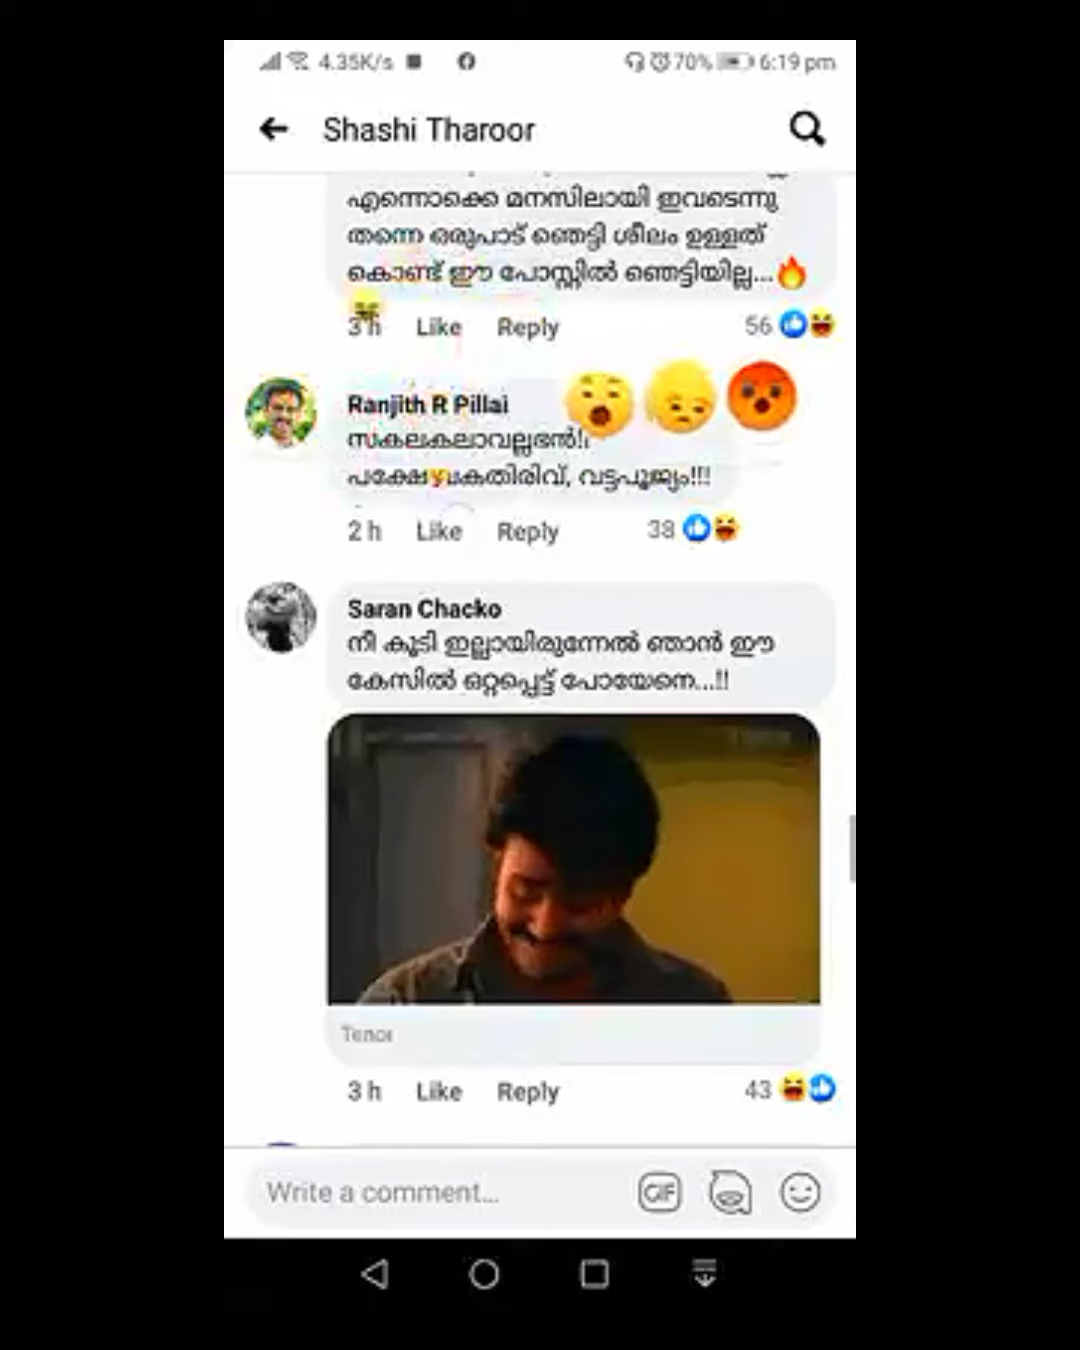 4.35K/s
70%
6:19 pm
Shashi Tharoor
എന്നൊക്കെ മനസിലായി ഇവടെന്നു
തന്നെ ഒരുപാട് ഞെട്ടി ശീലം ഉള്ളത്
കൊണ്ട് ഈ പോസ്റ്റിൽ ഞെട്ടിയില്ല...🔥
3 h Like Reply 56
Ranjith R Pillai
സകലകലാവല്ലഭൻ!!
പക്ഷേ വകതിരിവ്, വട്ടപൂജ്യം!!!
2 h Like Reply 38
Saran Chacko
നീ കൂടി ഇല്ലായിരുന്നേൽ ഞാൻ ഈ
കേസിൽ ഒറ്റപ്പെട്ട് പോയേനെ...!!
Tenor
3 h Like Reply 43
Write a comment...
GIF